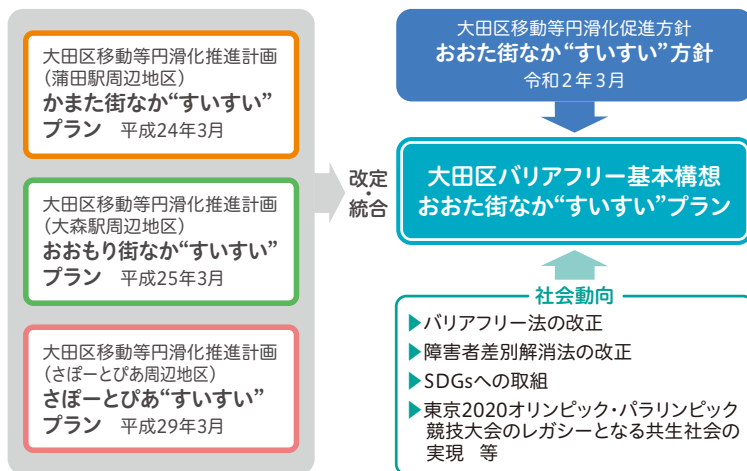 大田区移動等円滑化推進計画
(蒲田駅周辺地区)
かまた街なか“すいすい”
プラン　平成24年3月
大田区移動等円滑化推進計画
(大森駅周辺地区)
おおもり街なか“すいすい”
プラン　平成25年3月
大田区移動等円滑化推進計画
(さぽーとぴあ周辺地区)
さぽーとぴあ“すいすい”
プラン　平成29年3月
改定
・
統合
大田区移動等円滑化促進方針
おおた街なか“すいすい”方針
令和2年3月
大田区バリアフリー基本構想
おおた街なか“すいすい”プラン
社会動向
▶バリアフリー法の改正
▶障害者差別解消法の改正
▶SDGsへの取組
▶東京2020オリンピック・パラリンピック
競技大会のレガシーとなる共生社会の
実現　等